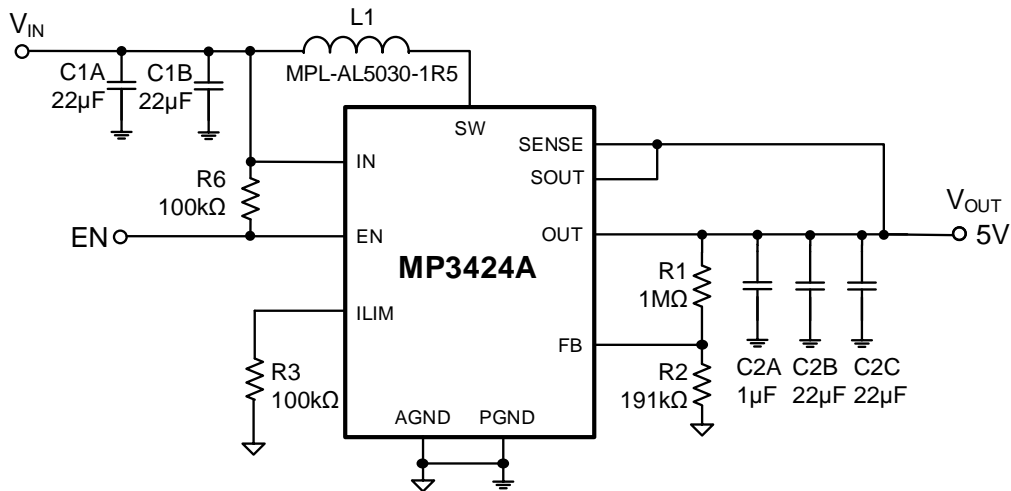 VIN
L1
MPL-AL5030-1R5
C1A
22µF
C1B
22µF
SW
SENSE
SOUT
IN
R6
100kΩ
EN
EN
OUT
VOUT
5V
MP3424A
R1
1MΩ
ILIM
FB
R3
100kΩ
R2
191kΩ
C2A
1µF
C2B
22µF
C2C
22µF
AGND
PGND